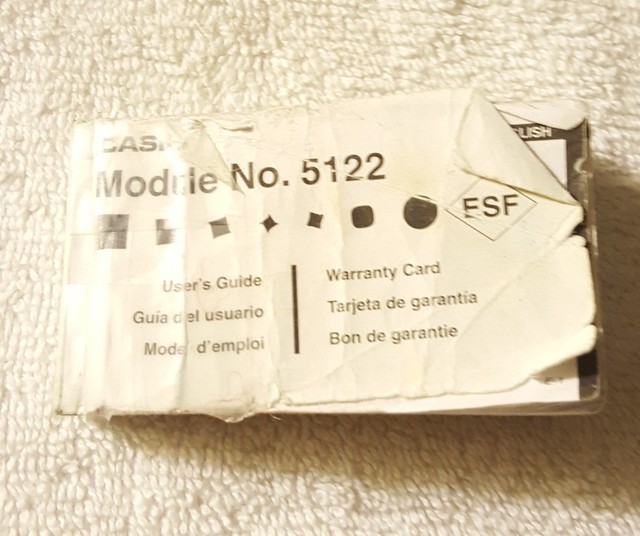 CASIO
Module No. 5122
ESF
User's Guide
Guía del usuario
Mode d'emploi
Warranty Card
Tarjeta de garantía
Bon de garantie